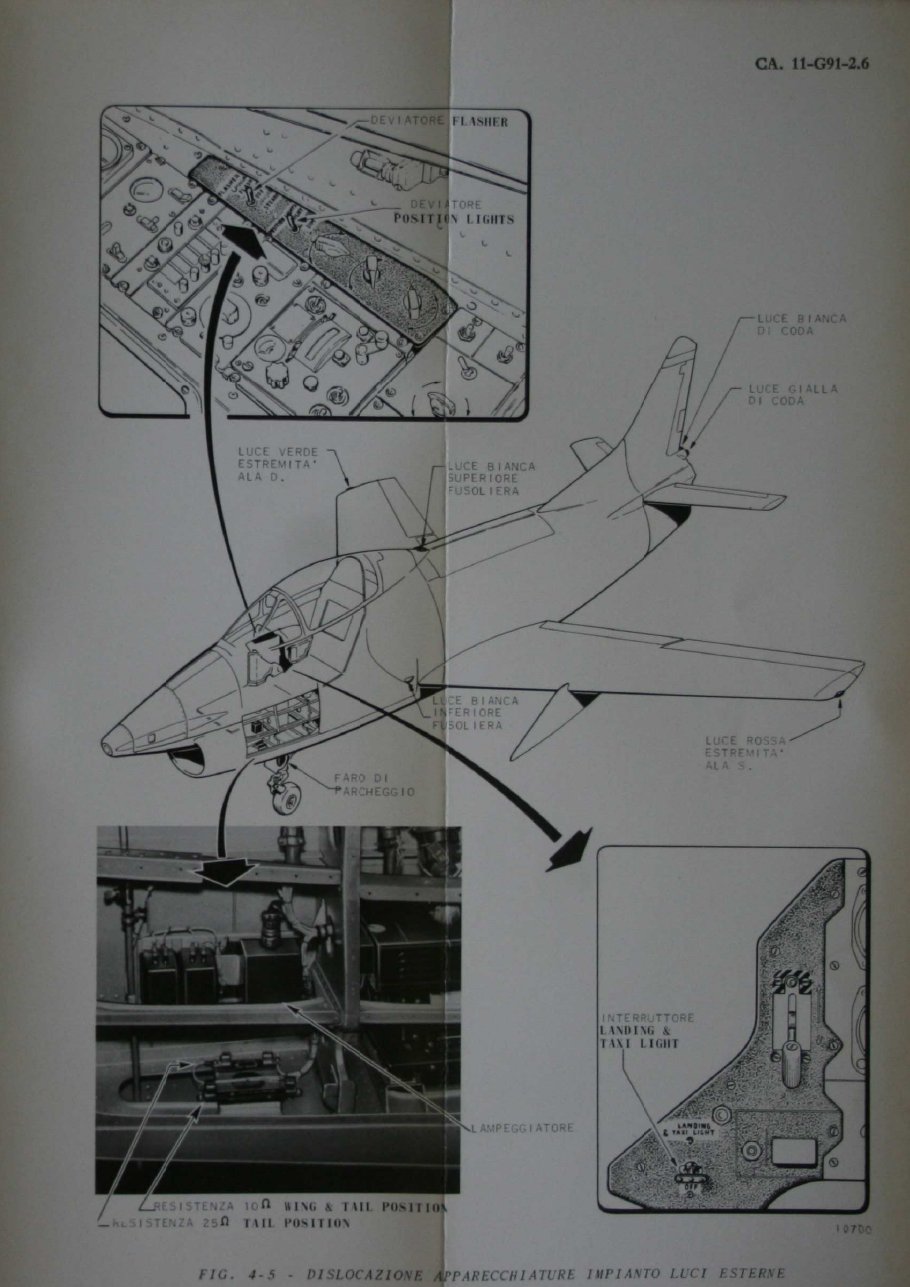 CA. 11-G91-2.6
DEVIATORE FLASHER
DEVIATORE
POSITION LIGHTS
LUCE BIANCA
DI CODA
LUCE GIALLA
DI CODA
LUCE VERDE
ESTREMITA'
ALA D.
LUCE BIANCA
SUPERIORE
FUSOLIERA
LUCE BIANCA
INFERIORE
FUSOLIERA
LUCE ROSSA
ESTREMITA'
ALA S.
FARO DI
PARCHEGGIO
INTERRUTTORE
LANDING &
TAXI LIGHT
LANDING
& TAXI LIGHT
OFF
LAMPEGGIATORE
RESISTENZA 10Ω WING & TAIL POSITION
RESISTENZA 25Ω TAIL POSITION
10700
FIG. 4-5 - DISLOCAZIONE APPARECCHIATURE IMPIANTO LUCI ESTERNE